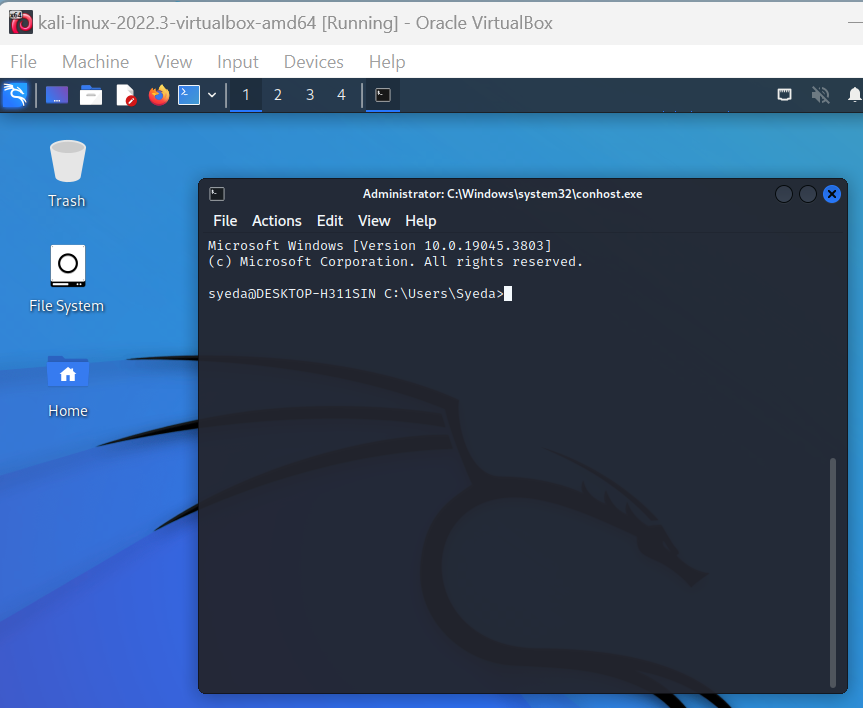 kali-linux-2022.3-virtualbox-amd64 [Running] - Oracle VirtualBox
File Machine View Input Devices Help
1 2 3 4
Trash
File System
Home
Administrator: C:\Windows\system32\conhost.exe
File Actions Edit View Help
Microsoft Windows [Version 10.0.19045.3803]
(c) Microsoft Corporation. All rights reserved.
syeda@DESKTOP-H311SIN C:\Users\Syeda>